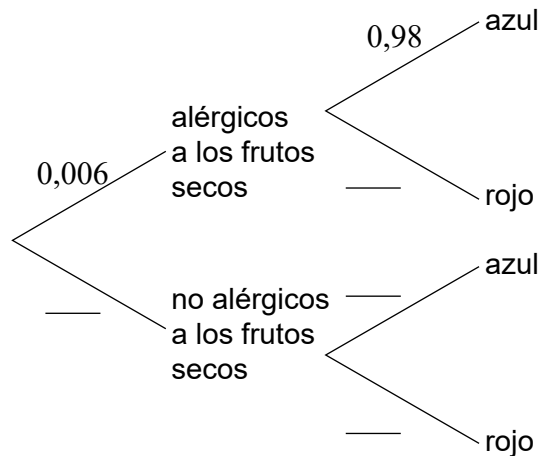 0,98
azul
alérgicos
a los frutos
secos
0,006
rojo
azul
no alérgicos
a los frutos
secos
rojo